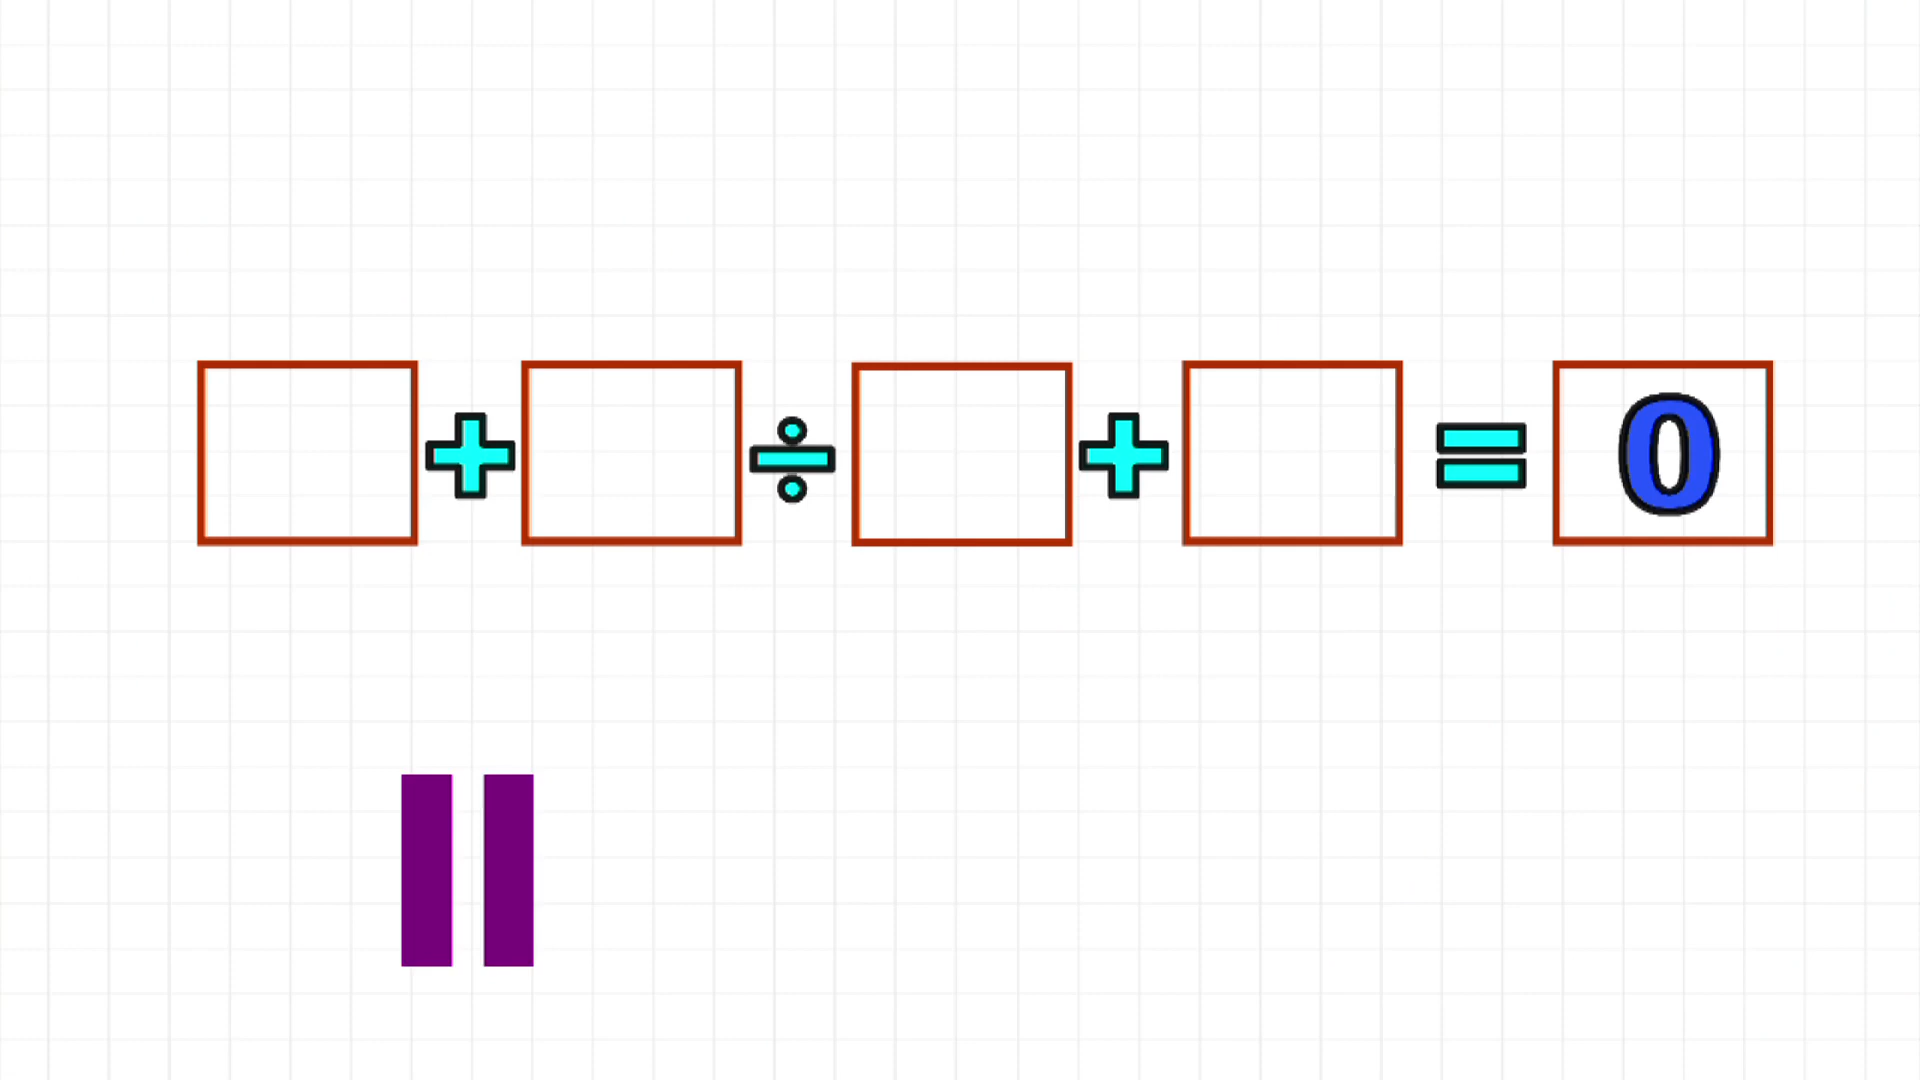 + ÷ + = 0